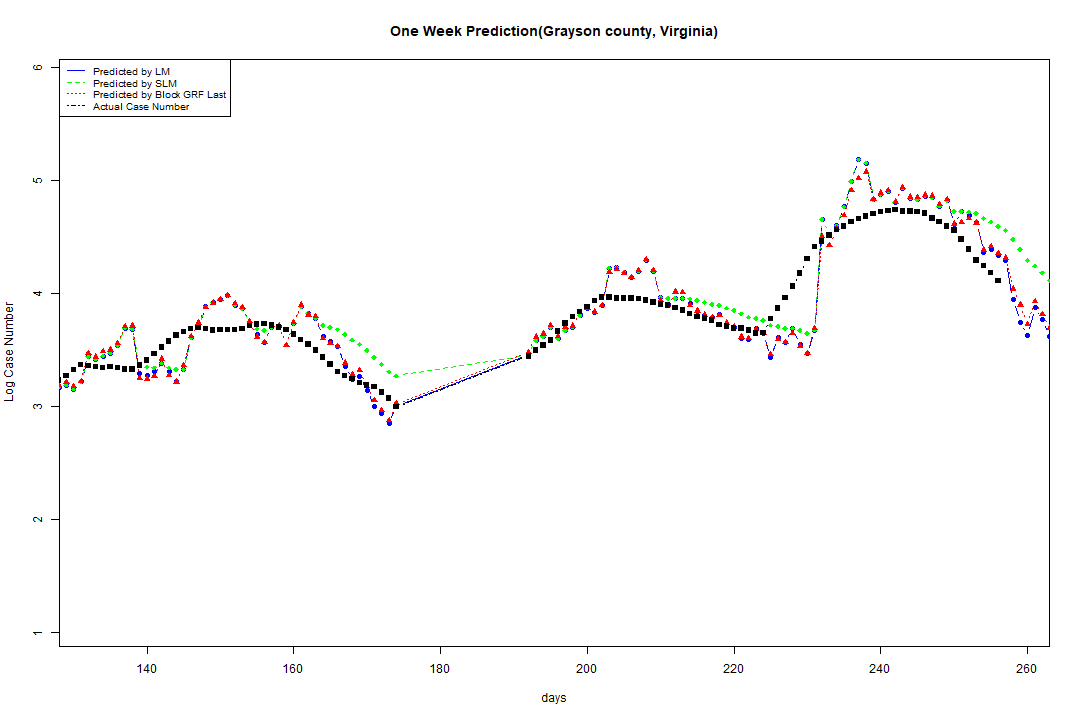 One Week Prediction(Grayson county, Virginia)
Predicted by LM
Predicted by SLM
Predicted by Block GRF Last
Actual Case Number
Log Case Number
6
5
4
3
2
1
140 160 180 200 220 240 260
days